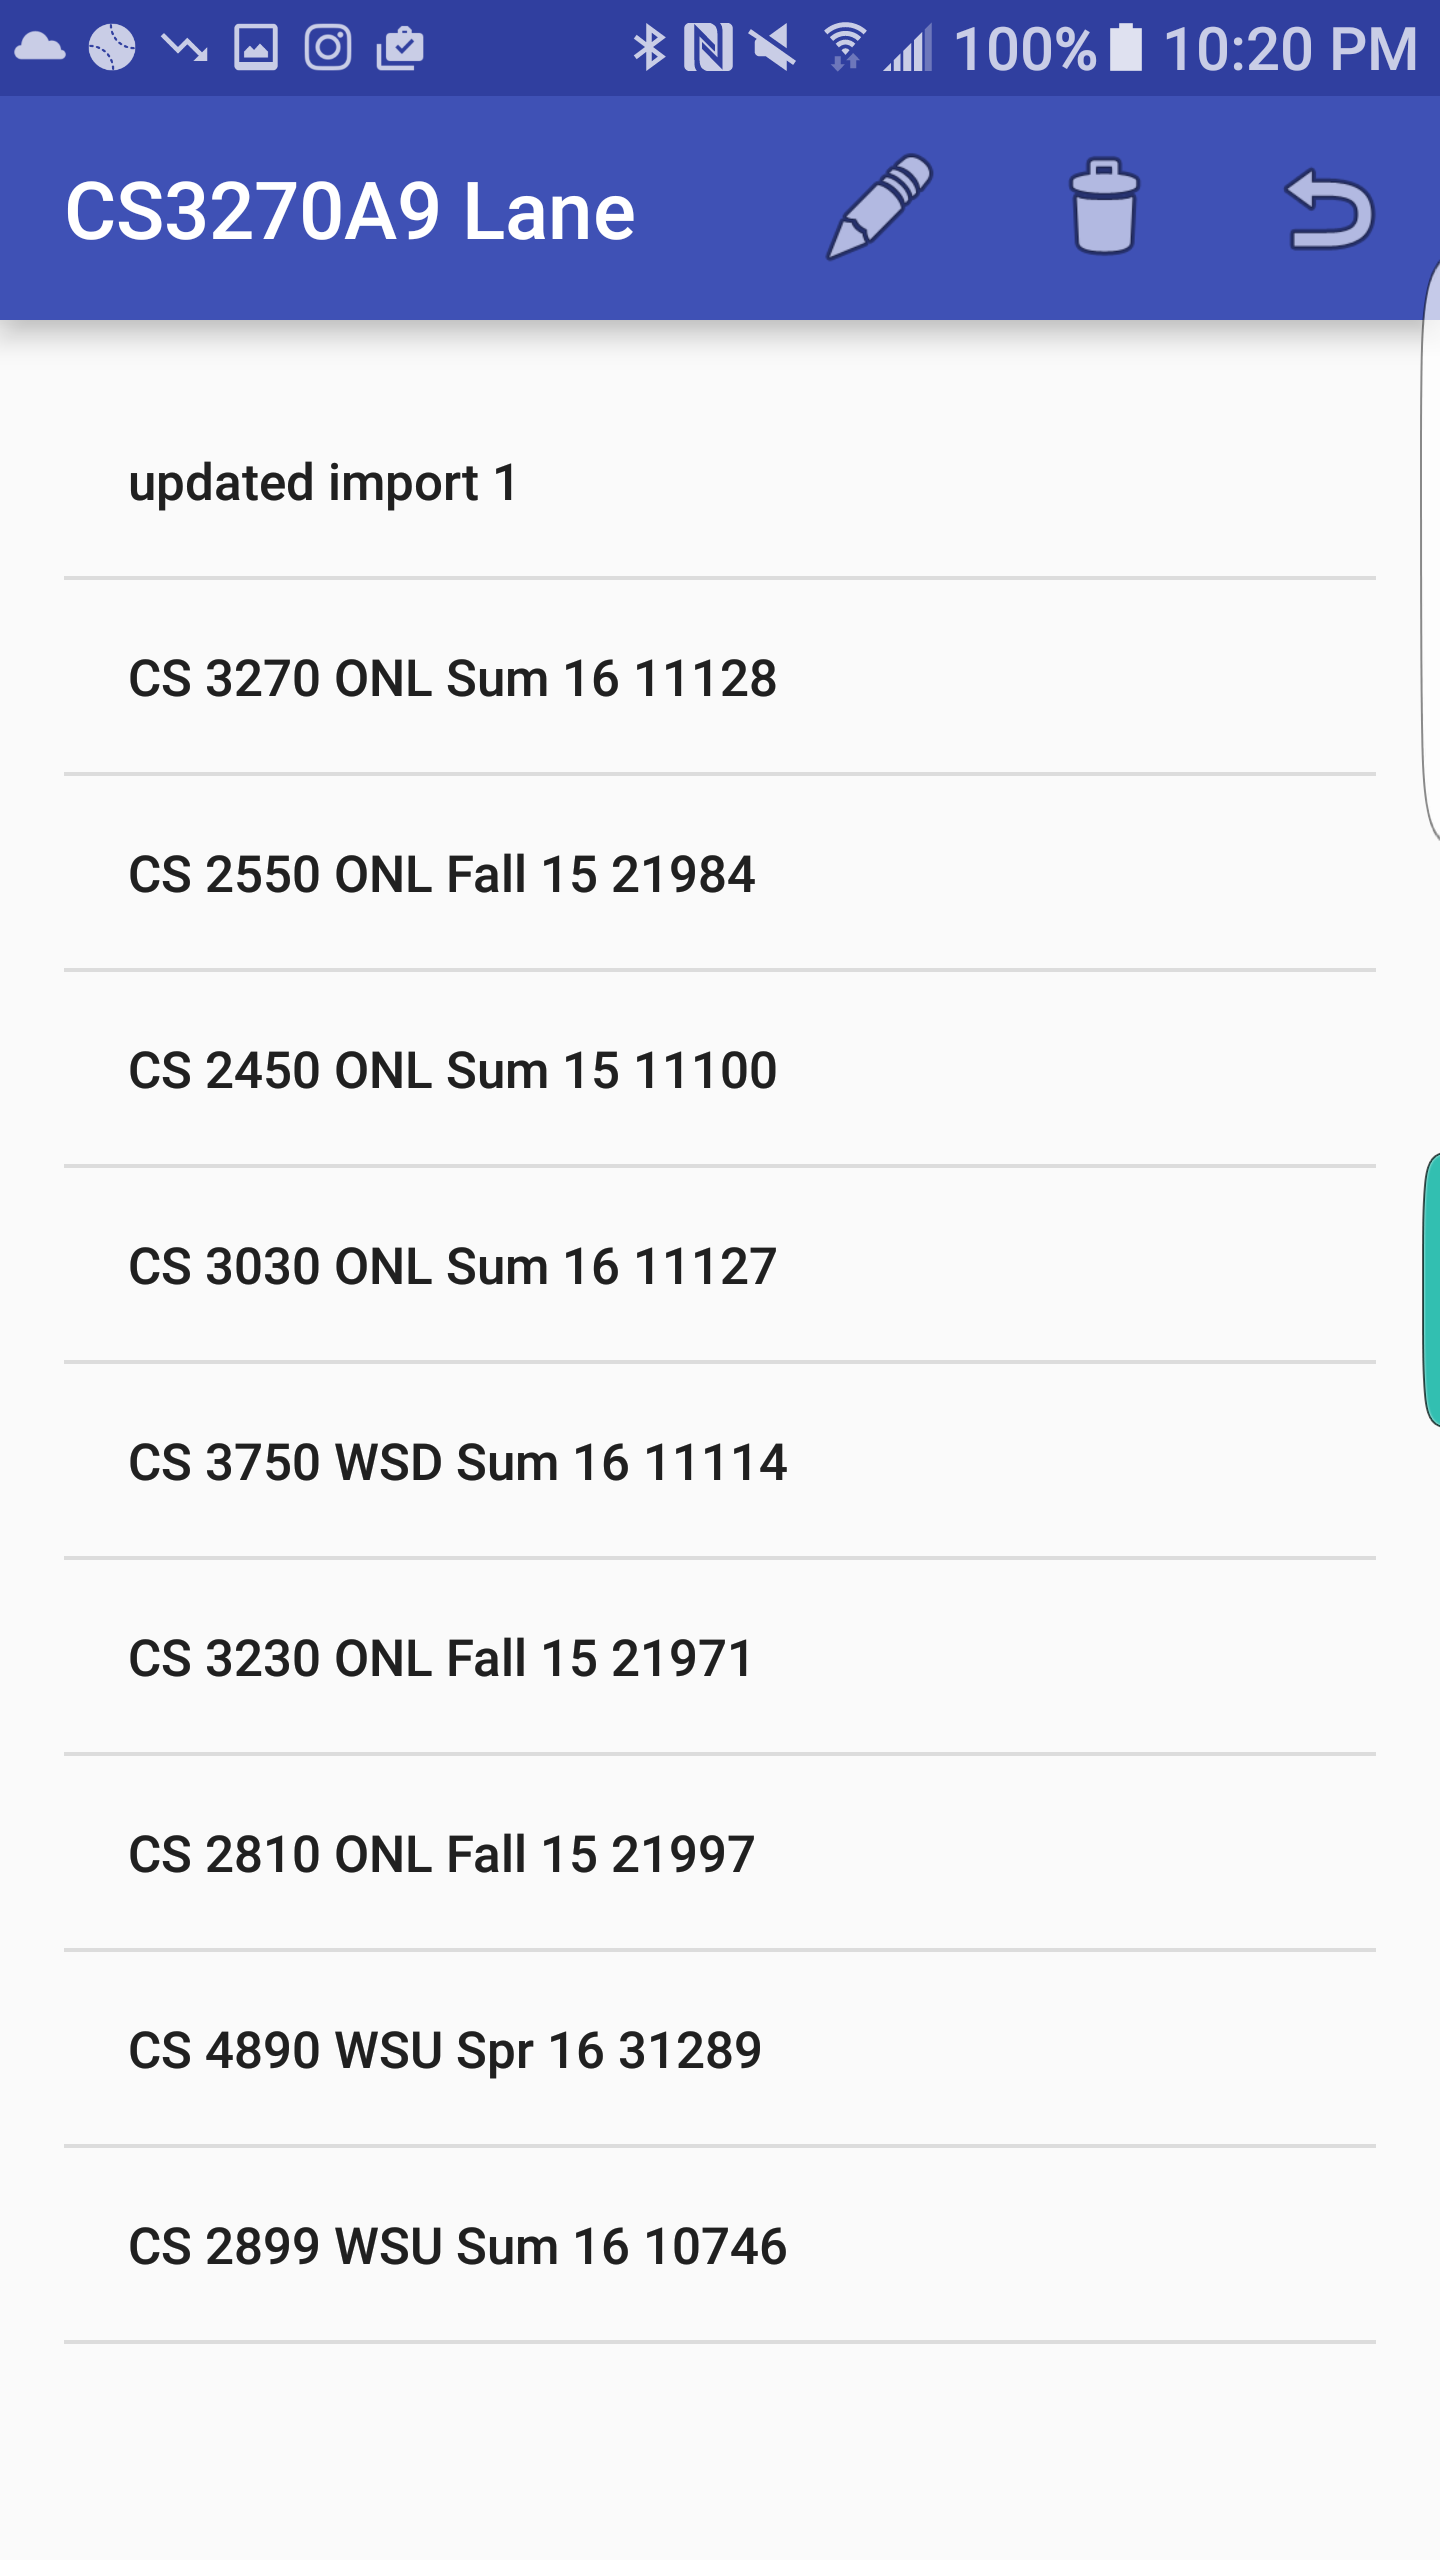 100% 10:20 PM
CS3270A9 Lane
updated import 1
CS 3270 ONL Sum 16 11128
CS 2550 ONL Fall 15 21984
CS 2450 ONL Sum 15 11100
CS 3030 ONL Sum 16 11127
CS 3750 WSD Sum 16 11114
CS 3230 ONL Fall 15 21971
CS 2810 ONL Fall 15 21997
CS 4890 WSU Spr 16 31289
CS 2899 WSU Sum 16 10746